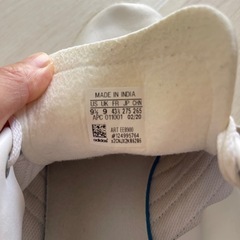 MADE IN INDIA
US UK FR JP CHN
9½ 9 43⅓ 275 265
APC 011001 02/20
ART EE8900
adidas